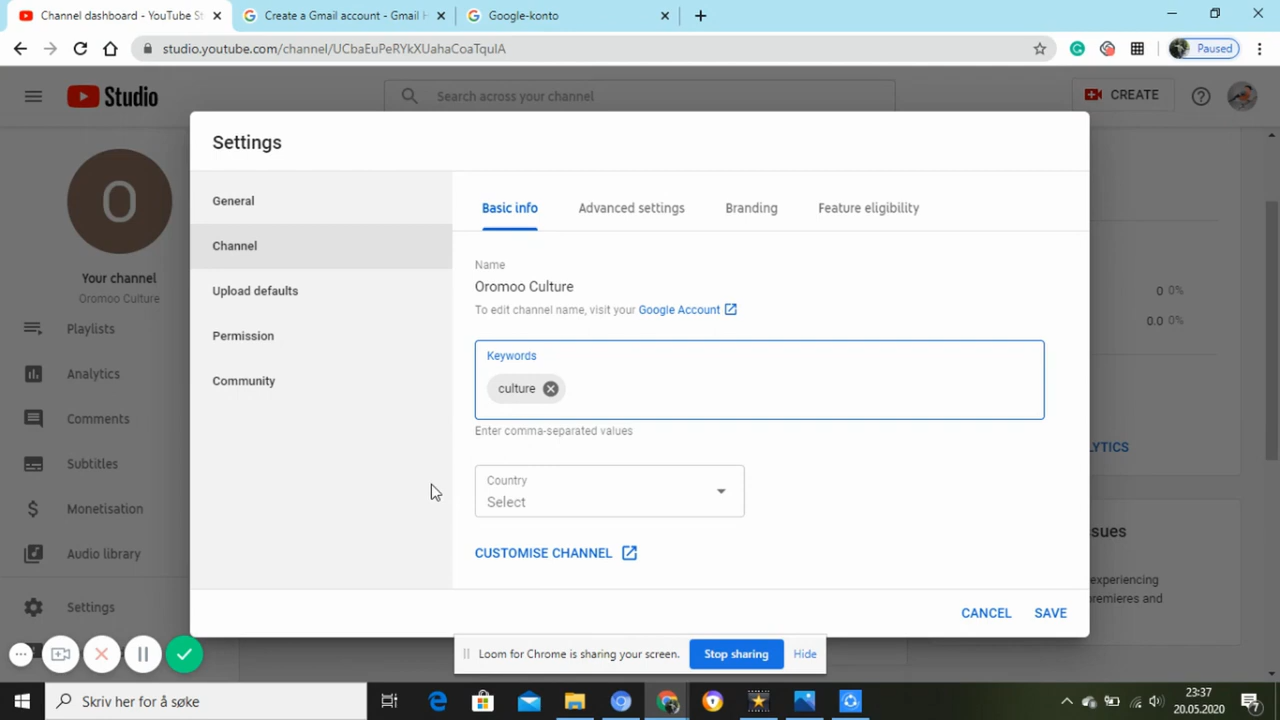 Channel dashboard - YouTube St
Create a Gmail account - Gmail H
Google-konto
studio.youtube.com/channel/UCbaEuPeRYkXUahaCoaTqulA
Paused
Studio
Search across your channel
CREATE
Settings
General
Channel
Upload defaults
Permission
Community
Basic info
Advanced settings
Branding
Feature eligibility
Name
Oromoo Culture
To edit channel name, visit your Google Account
Keywords
culture
Enter comma-separated values
Country
Select
CUSTOMISE CHANNEL
CANCEL
SAVE
O
Your channel
Oromoo Culture
Playlists
Analytics
Comments
Subtitles
Monetisation
Audio library
Settings
0 0%
0.0 0%
YTICS
sues
experiencing
remieres and
Loom for Chrome is sharing your screen.
Stop sharing
Hide
Skriv her for å søke
23:37
20.05.2020
7